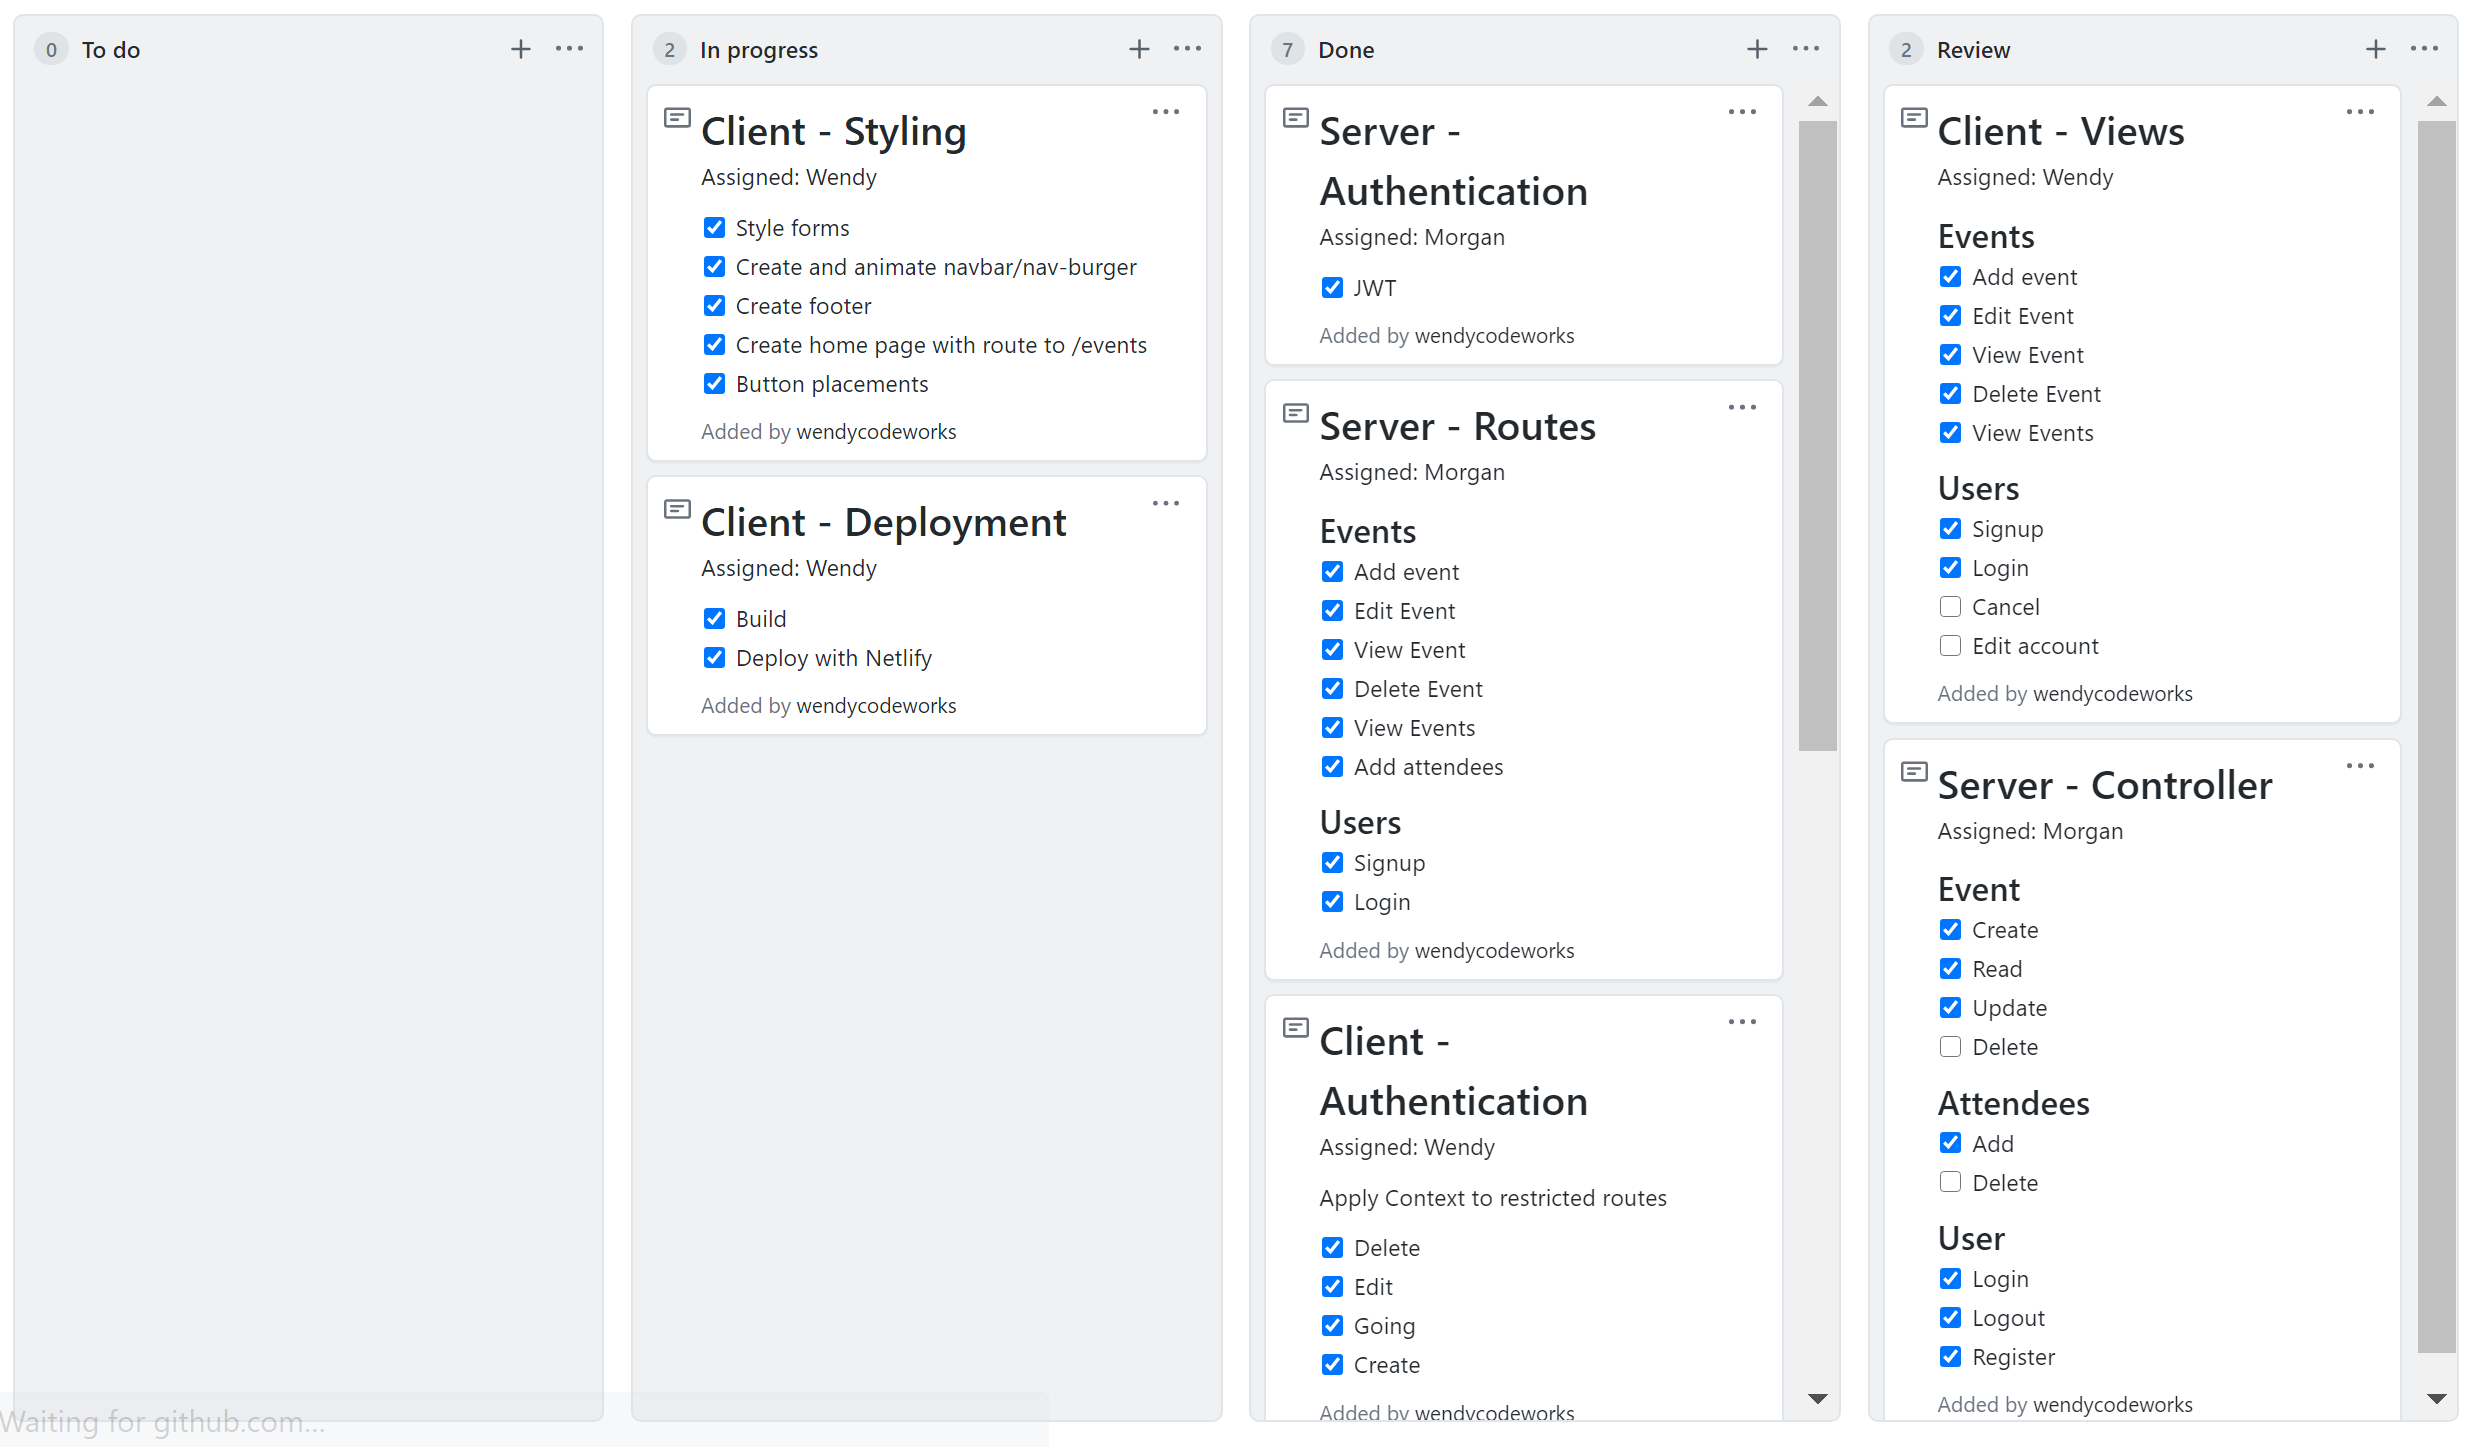 0 To do
2 In progress
Client - Styling
Assigned: Wendy
Style forms
Create and animate navbar/nav-burger
Create footer
Create home page with route to /events
Button placements
Added by wendycodeworks
Client - Deployment
Assigned: Wendy
Build
Deploy with Netlify
Added by wendycodeworks
7 Done
Server -
Authentication
Assigned: Morgan
JWT
Added by wendycodeworks
Server - Routes
Assigned: Morgan
Events
Add event
Edit Event
View Event
Delete Event
View Events
Add attendees
Users
Signup
Login
Added by wendycodeworks
Client -
Authentication
Assigned: Wendy
Apply Context to restricted routes
Delete
Edit
Going
Create
Added by wendycodeworks
2 Review
Client - Views
Assigned: Wendy
Events
Add event
Edit Event
View Event
Delete Event
View Events
Users
Signup
Login
Cancel
Edit account
Added by wendycodeworks
Server - Controller
Assigned: Morgan
Event
Create
Read
Update
Delete
Attendees
Add
Delete
User
Login
Logout
Register
Added by wendycodeworks
Waiting for github.com...